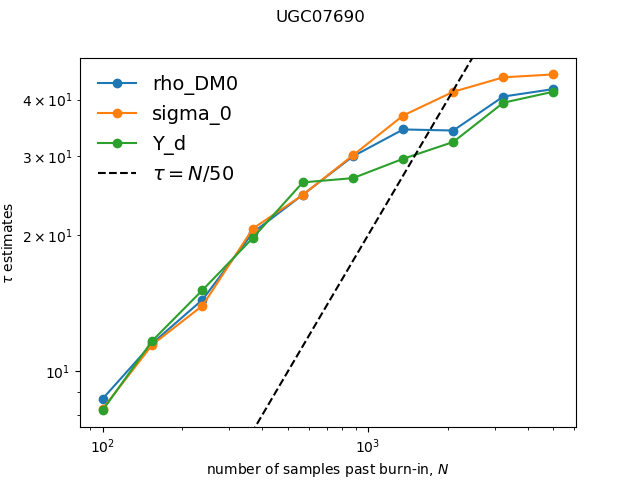 UGC07690
rho_DM0
sigma_0
Y_d
τ = N/50
4 × 10¹
3 × 10¹
2 × 10¹
10¹
τ estimates
10² 10³
number of samples past burn-in, N